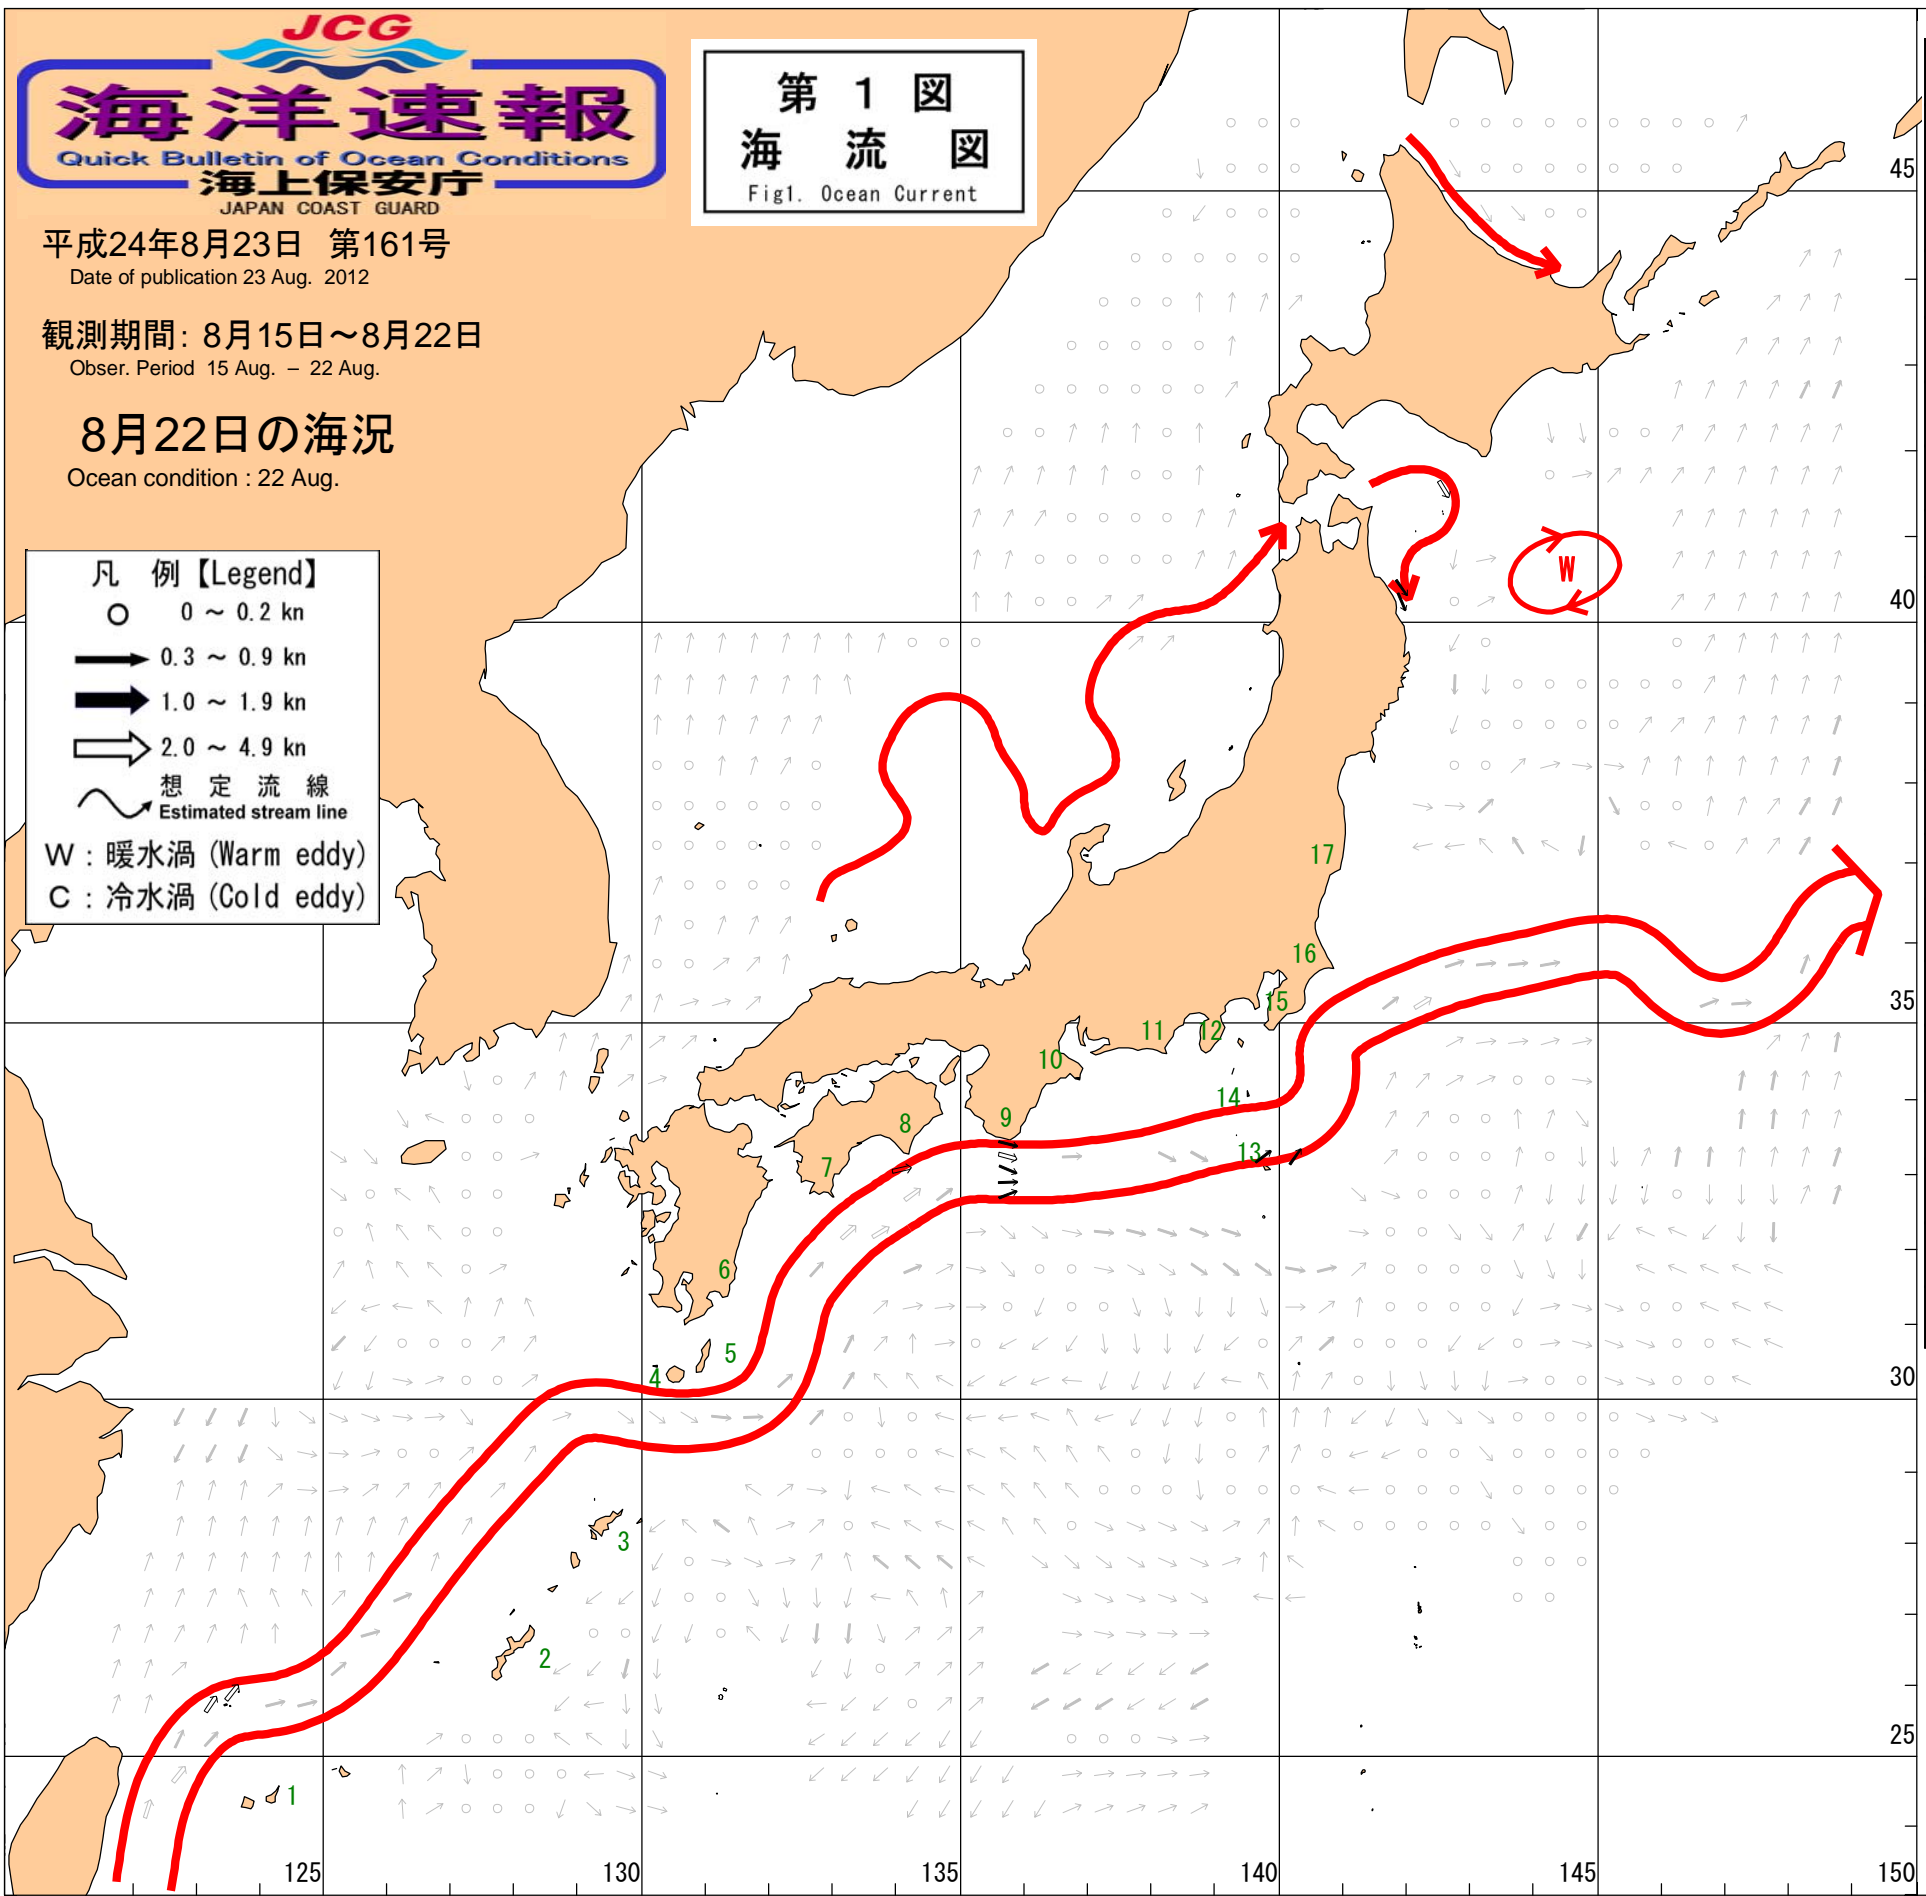 JCG
海洋速報
Quick Bulletin of Ocean Conditions
海上保安庁
JAPAN COAST GUARD
第 1 図
海 流 図
Fig1. Ocean Current
平成24年8月23日 第161号
Date of publication 23 Aug. 2012
観測期間: 8月15日～8月22日
Obser. Period 15 Aug. – 22 Aug.
8月22日の海況
Ocean condition : 22 Aug.
凡 例【Legend】
0 ～ 0.2 kn
0.3 ～ 0.9 kn
1.0 ～ 1.9 kn
2.0 ～ 4.9 kn
想 定 流 線
Estimated stream line
W : 暖水渦 (Warm eddy)
C : 冷水渦 (Cold eddy)
45
W
40
17
16
35
15
12
11
10
14
9
8
13
7
6
5
4
30
3
2
25
1
125
130
135
140
145
150